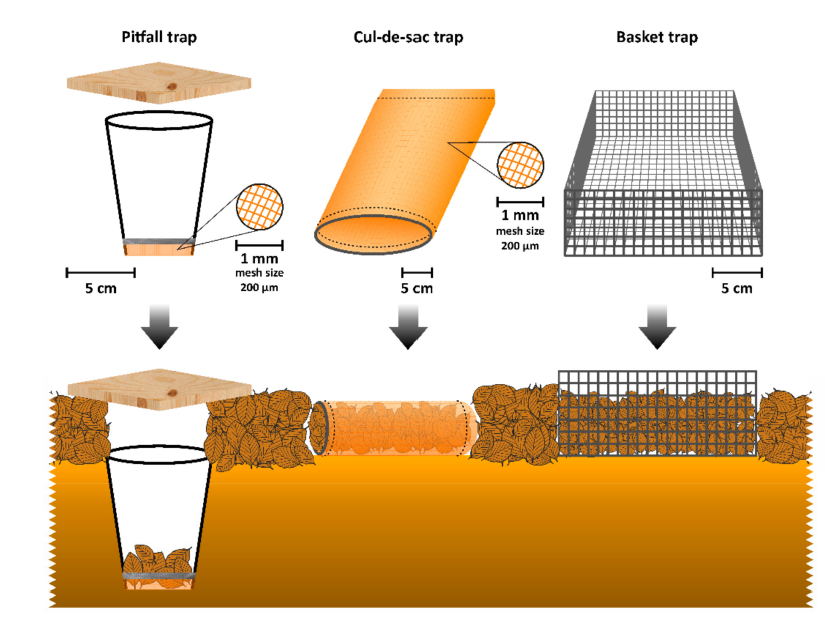 Pitfall trap
Cul-de-sac trap
Basket trap
1 mm
mesh size
200 µm
5 cm
1 mm
mesh size
200 µm
5 cm
5 cm